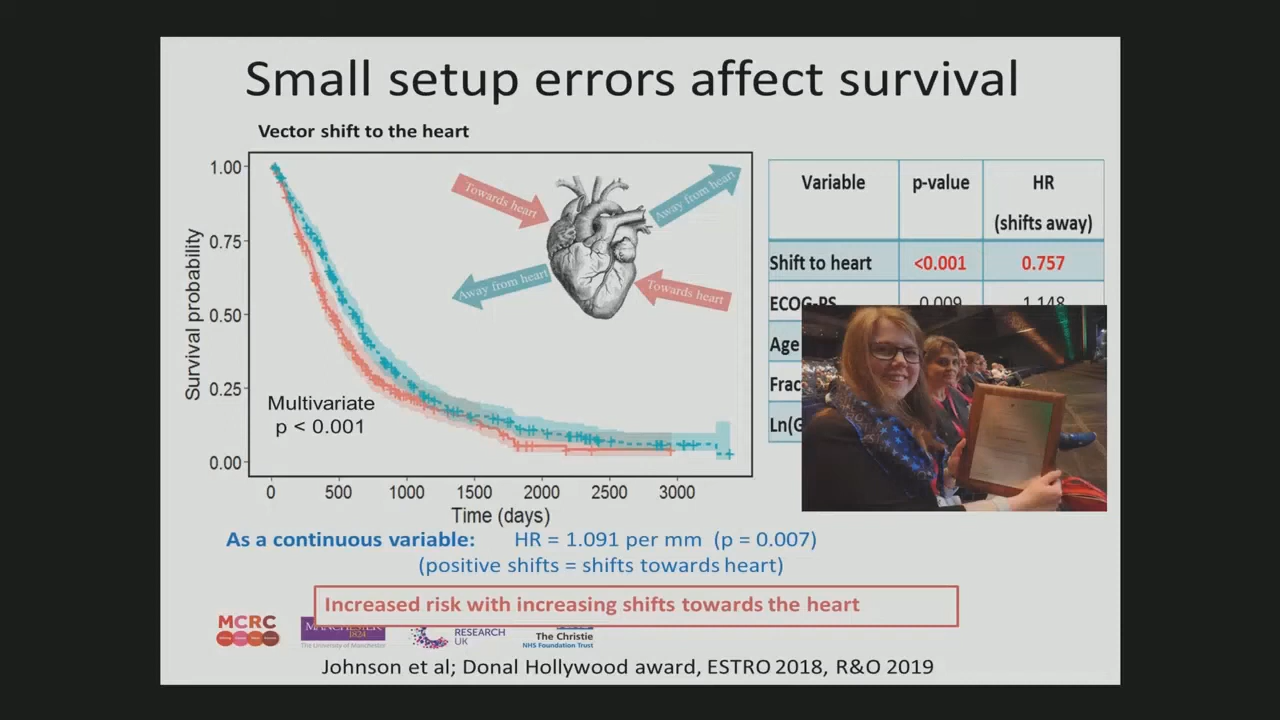 Small setup errors affect survival
Vector shift to the heart
1.00
0.75
0.50
0.25
0.00
Survival probability
Towards heart
Away from heart
Away from heart
Towards heart
Multivariate
p < 0.001
0 500 1000 1500 2000 2500 3000
Time (days)
Variable p-value HR
(shifts away)
Shift to heart <0.001 0.757
ECOG-PS 0.009 1.148
Age
Frac
Ln(G
As a continuous variable: HR = 1.091 per mm (p = 0.007)
(positive shifts = shifts towards heart)
Increased risk with increasing shifts towards the heart
MCRC
MANCHESTER
1824
The University of Manchester
RESEARCH
UK
The Christie
NHS Foundation Trust
Johnson et al; Donal Hollywood award, ESTRO 2018, R&O 2019